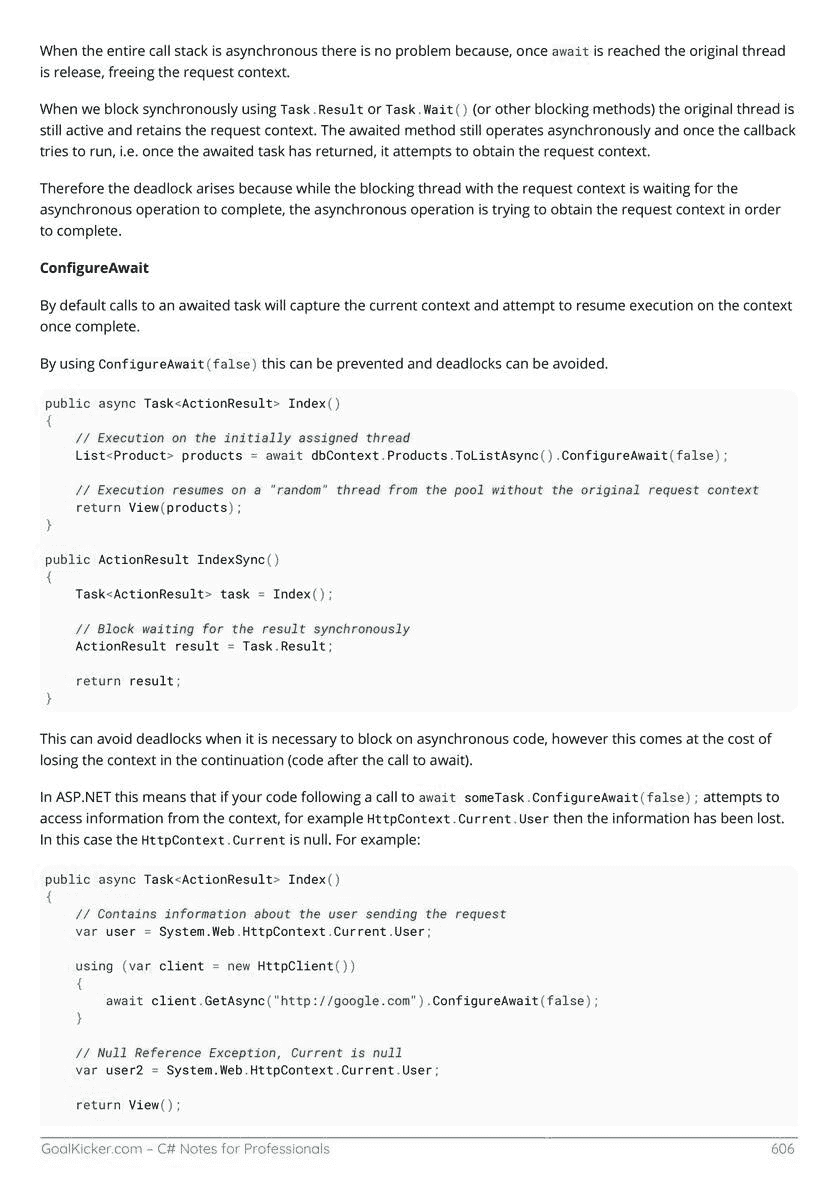 When the entire call stack is asynchronous there is no problem because, once await is reached the original thread
is release, freeing the request context.
When we block synchronously using Task.Result or Task.Wait() (or other blocking methods) the original thread is
still active and retains the request context. The awaited method still operates asynchronously and once the callback
tries to run, i.e. once the awaited task has returned, it attempts to obtain the request context.
Therefore the deadlock arises because while the blocking thread with the request context is waiting for the
asynchronous operation to complete, the asynchronous operation is trying to obtain the request context in order
to complete.
ConfigureAwait
By default calls to an awaited task will capture the current context and attempt to resume execution on the context
once complete.
By using ConfigureAwait(false) this can be prevented and deadlocks can be avoided.
public async Task<ActionResult> Index()
{
    // Execution on the initially assigned thread
    List<Product> products = await dbContext.Products.ToListAsync().ConfigureAwait(false);
    // Execution resumes on a "random" thread from the pool without the original request context
    return View(products);
}
public ActionResult IndexSync()
{
    Task<ActionResult> task = Index();
    // Block waiting for the result synchronously
    ActionResult result = Task.Result;
    return result;
}
This can avoid deadlocks when it is necessary to block on asynchronous code, however this comes at the cost of
losing the context in the continuation (code after the call to await).
In ASP.NET this means that if your code following a call to await someTask.ConfigureAwait(false); attempts to
access information from the context, for example HttpContext.Current.User then the information has been lost.
In this case the HttpContext.Current is null. For example:
public async Task<ActionResult> Index()
{
    // Contains information about the user sending the request
    var user = System.Web.HttpContext.Current.User;
    using (var client = new HttpClient())
    {
        await client.GetAsync("http://google.com").ConfigureAwait(false);
    }
    // Null Reference Exception, Current is null
    var user2 = System.Web.HttpContext.Current.User;
    return View();
GoalKicker.com – C# Notes for Professionals 606